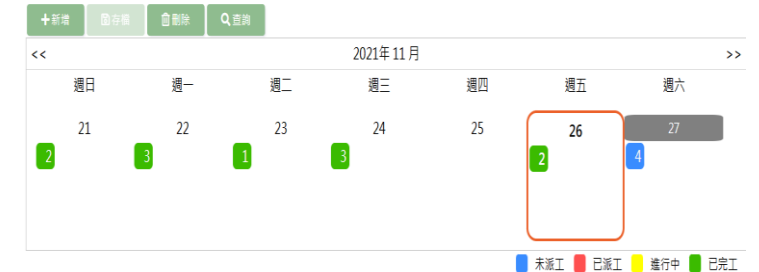 +新增 存檔 刪除 查詢
<< 2021年 11 月 >>
週日 週一 週二 週三 週四 週五 週六
21 22 23 24 25 26 27
2 3 1 3 2 4
未派工 已派工 進行中 已完工